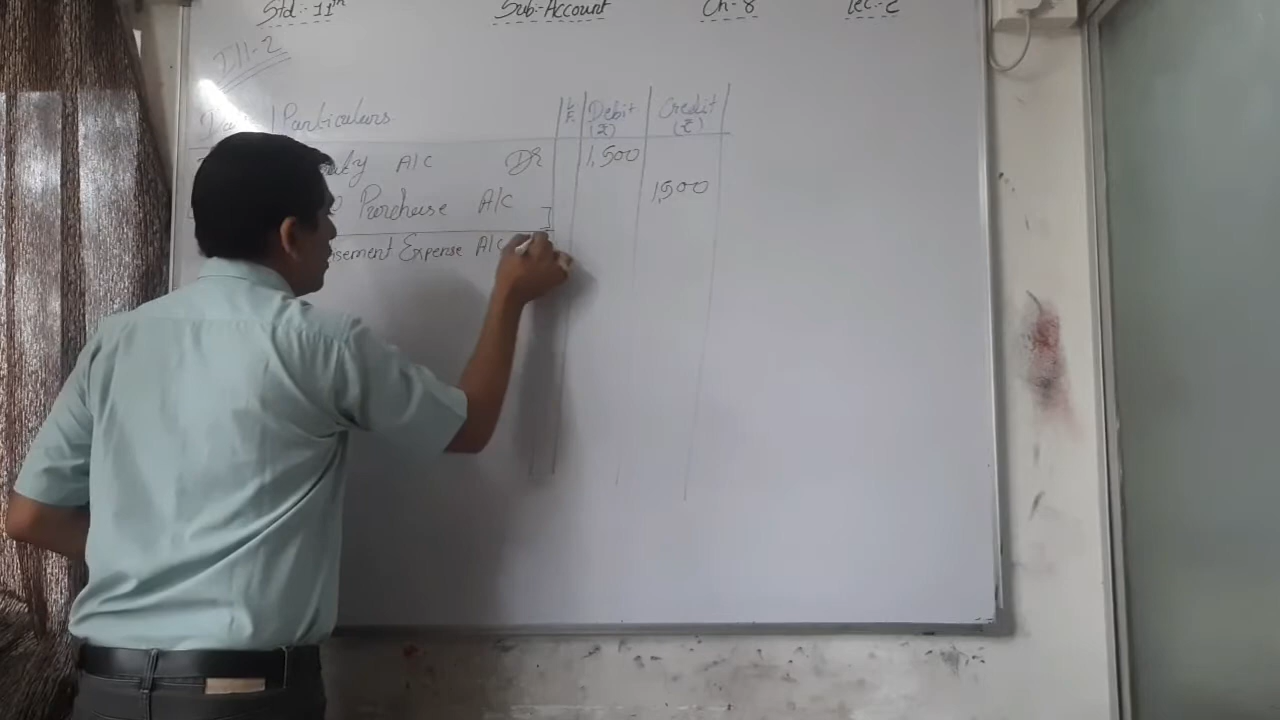 Std:- 11th Sub-Account Ch-8 Lec-2
Ill-2
Particulars L.F. Debit (₹) Credit (₹)
A/C Dr 1,500
Purchase A/C 1,500
isement Expense A/C